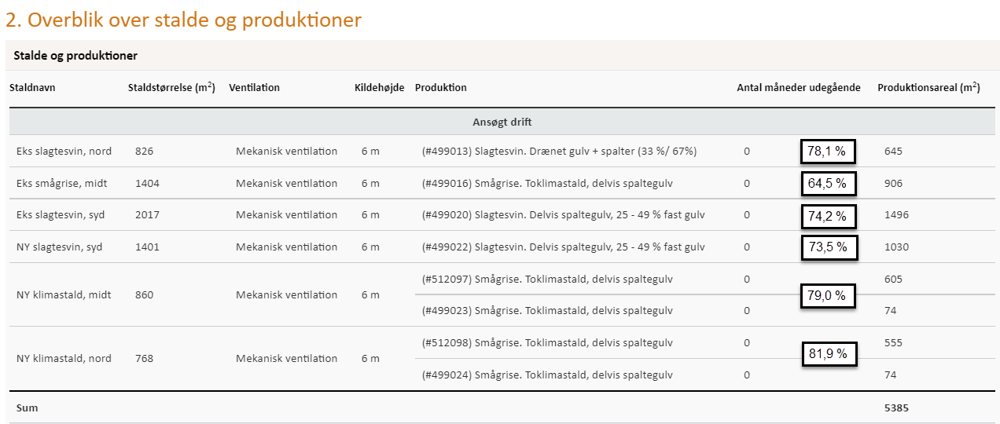 2. Overblik over stalde og produktioner
Stalde og produktioner
Staldnavn Staldstørrelse (m²) Ventilation Kildehøjde Produktion Antal måneder udegående Produktionsareal (m²)
Ansøgt drift
Eks slagtesvin, nord 826 Mekanisk ventilation 6 m (#499013) Slagtesvin. Drænet gulv + spalter (33 %/ 67%) 0 78,1 % 645
Eks smågrise, midt 1404 Mekanisk ventilation 6 m (#499016) Smågrise. Toklimastald, delvis spaltegulv 0 64,5 % 906
Eks slagtesvin, syd 2017 Mekanisk ventilation 6 m (#499020) Slagtesvin. Delvis spaltegulv, 25 - 49 % fast gulv 0 74,2 % 1496
NY slagtesvin, syd 1401 Mekanisk ventilation 6 m (#499022) Slagtesvin. Delvis spaltegulv, 25 - 49 % fast gulv 0 73,5 % 1030
(#512097) Smågrise. Toklimastald, delvis spaltegulv 0 605
NY klimastald, midt 860 Mekanisk ventilation 6 m 79,0 %
(#499023) Smågrise. Toklimastald, delvis spaltegulv 0 74
(#512098) Smågrise. Toklimastald, delvis spaltegulv 0 555
NY klimastald, nord 768 Mekanisk ventilation 6 m 81,9 %
(#499024) Smågrise. Toklimastald, delvis spaltegulv 0 74
Sum 5385